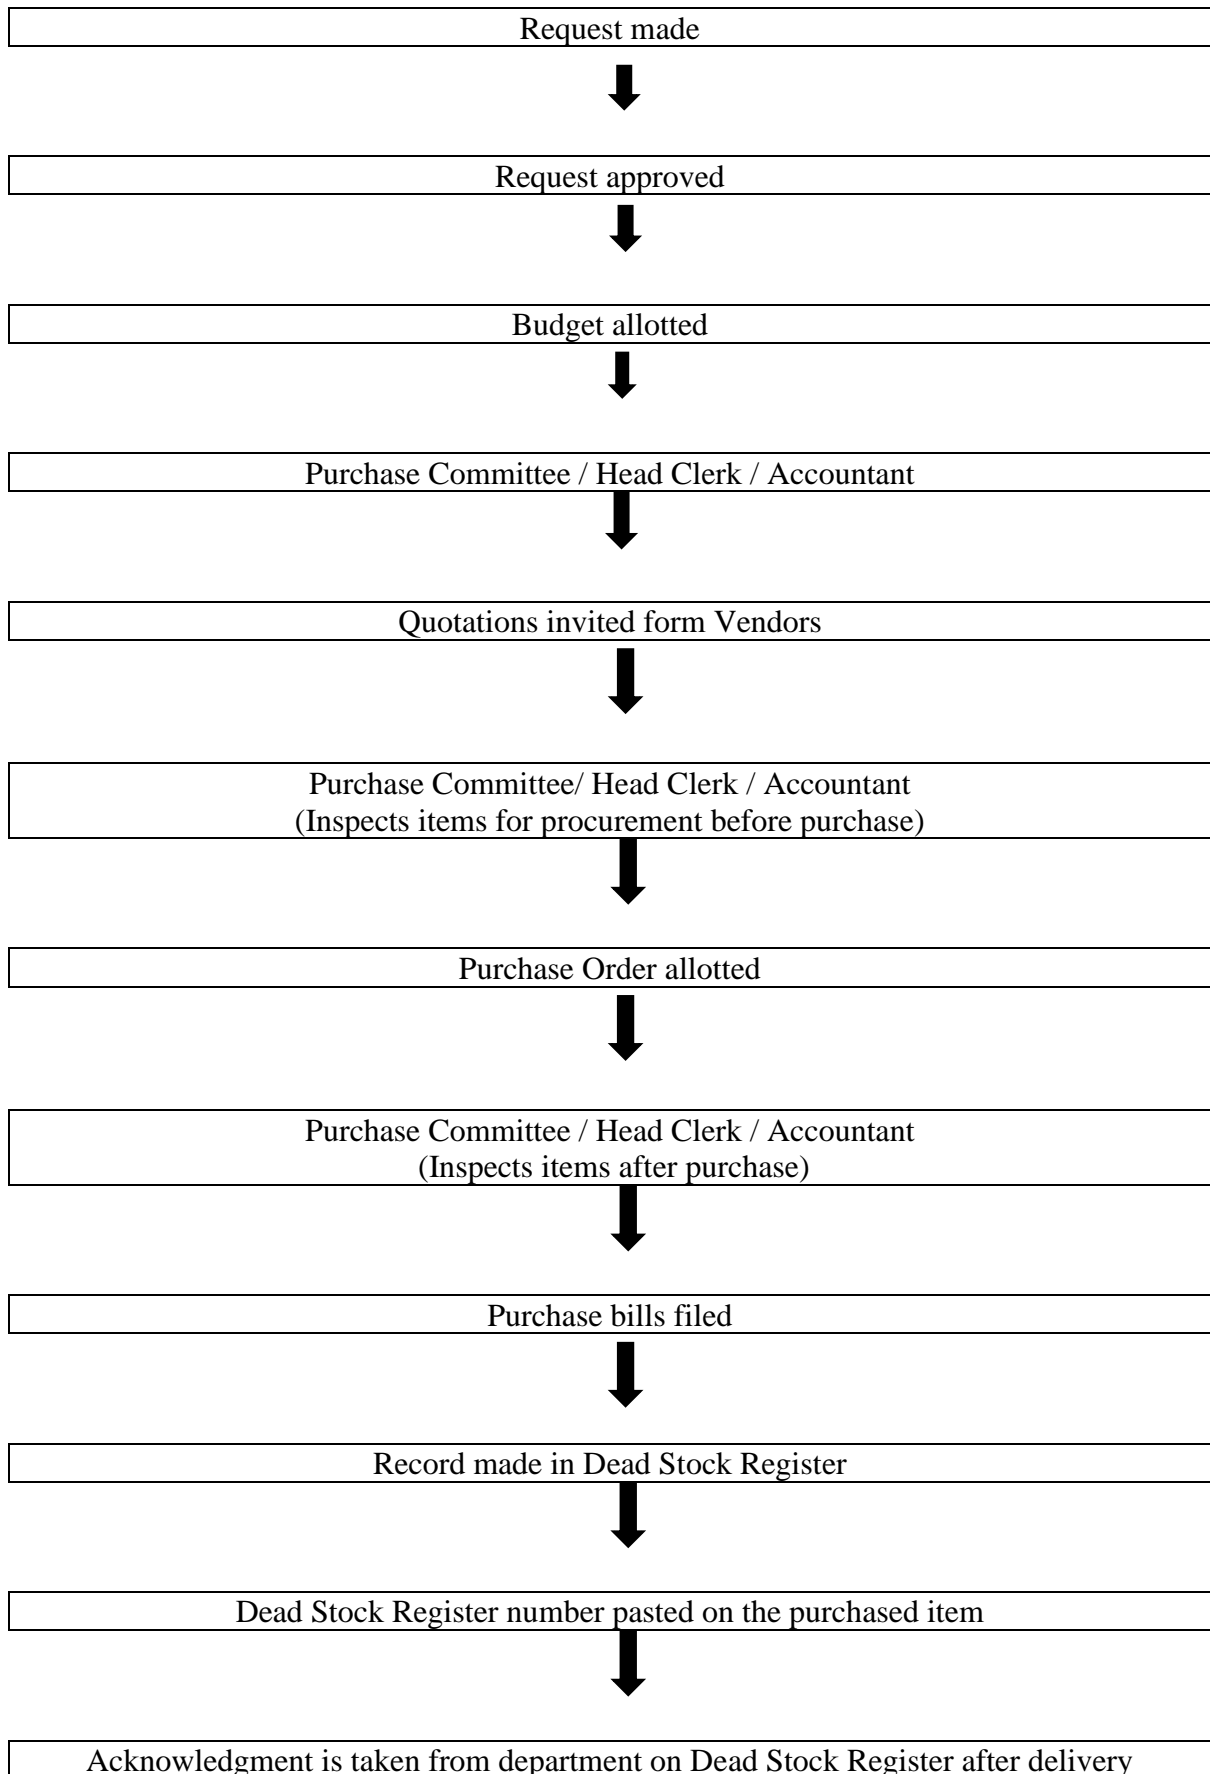 Request made
Request approved
Budget allotted
Purchase Committee / Head Clerk / Accountant
Quotations invited form Vendors
Purchase Committee/ Head Clerk / Accountant
(Inspects items for procurement before purchase)
Purchase Order allotted
Purchase Committee / Head Clerk / Accountant
(Inspects items after purchase)
Purchase bills filed
Record made in Dead Stock Register
Dead Stock Register number pasted on the purchased item
Acknowledgment is taken from department on Dead Stock Register after delivery